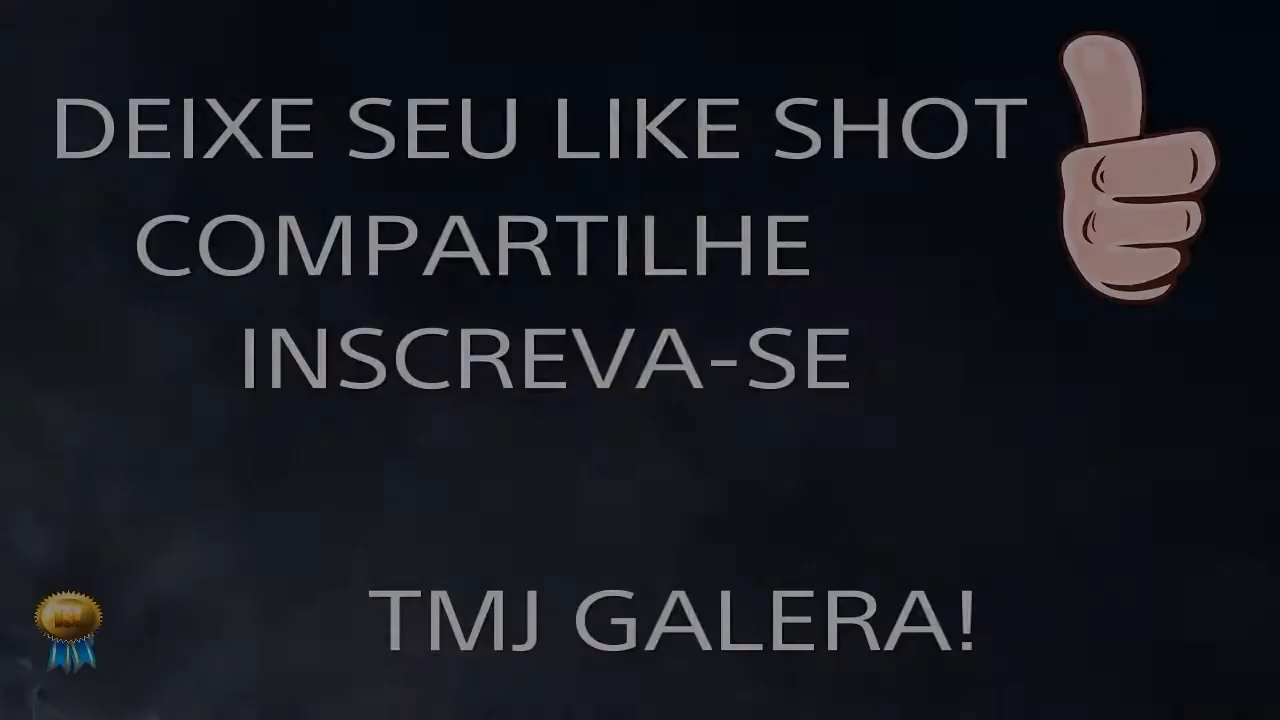 DEIXE SEU LIKE SHOT
COMPARTILHE
INSCREVA-SE
TMJ GALERA!